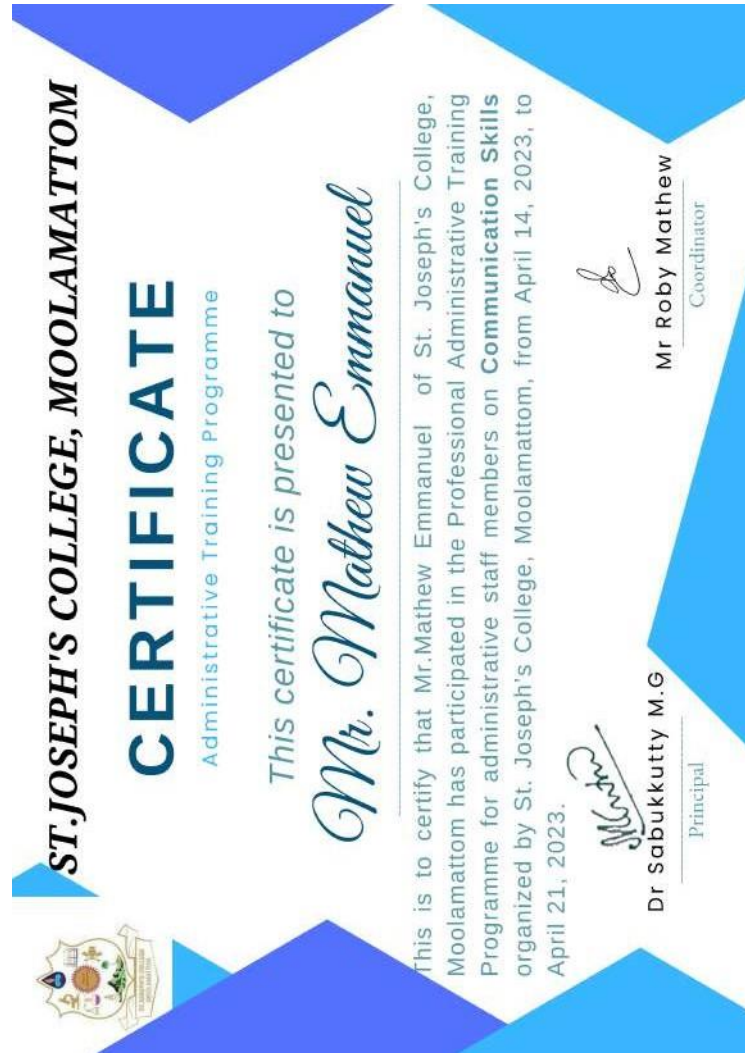 ST.JOSEPH'S COLLEGE, MOOLAMATTOM
CERTIFICATE
Administrative Training Programme
This certificate is presented to
Mr. Mathew Emmanuel
This is to certify that Mr.Mathew Emmanuel of St. Joseph's College,
Moolamattom has participated in the Professional Administrative Training
Programme for administrative staff members on Communication Skills
organized by St. Joseph's College, Moolamattom, from April 14, 2023, to
April 21, 2023.
Dr Sabukkutty M.G
Principal
Mr Roby Mathew
Coordinator